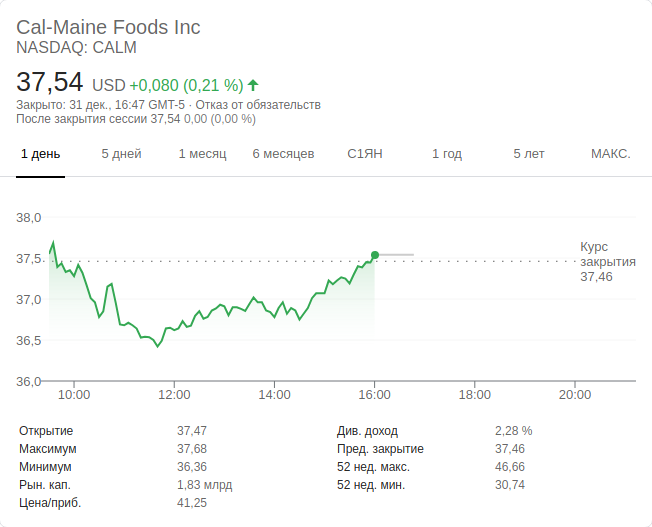 Cal-Maine Foods Inc
NASDAQ: CALM
37,54 USD +0,080 (0,21 %)
Закрыто: 31 дек., 16:47 GMT-5 · Отказ от обязательств
После закрытия сессии 37,54 0,00 (0,00 %)
1 день 5 дней 1 месяц 6 месяцев С1ЯН 1 год 5 лет МАКС.
38,0
37,5
37,0
36,5
36,0
Курс
закрытия
37,46
10:00 12:00 14:00 16:00 18:00 20:00
Открытие 37,47 Див. доход 2,28 %
Максимум 37,68 Пред. закрытие 37,46
Минимум 36,36 52 нед. макс. 46,66
Рын. кап. 1,83 млрд 52 нед. мин. 30,74
Цена/приб. 41,25